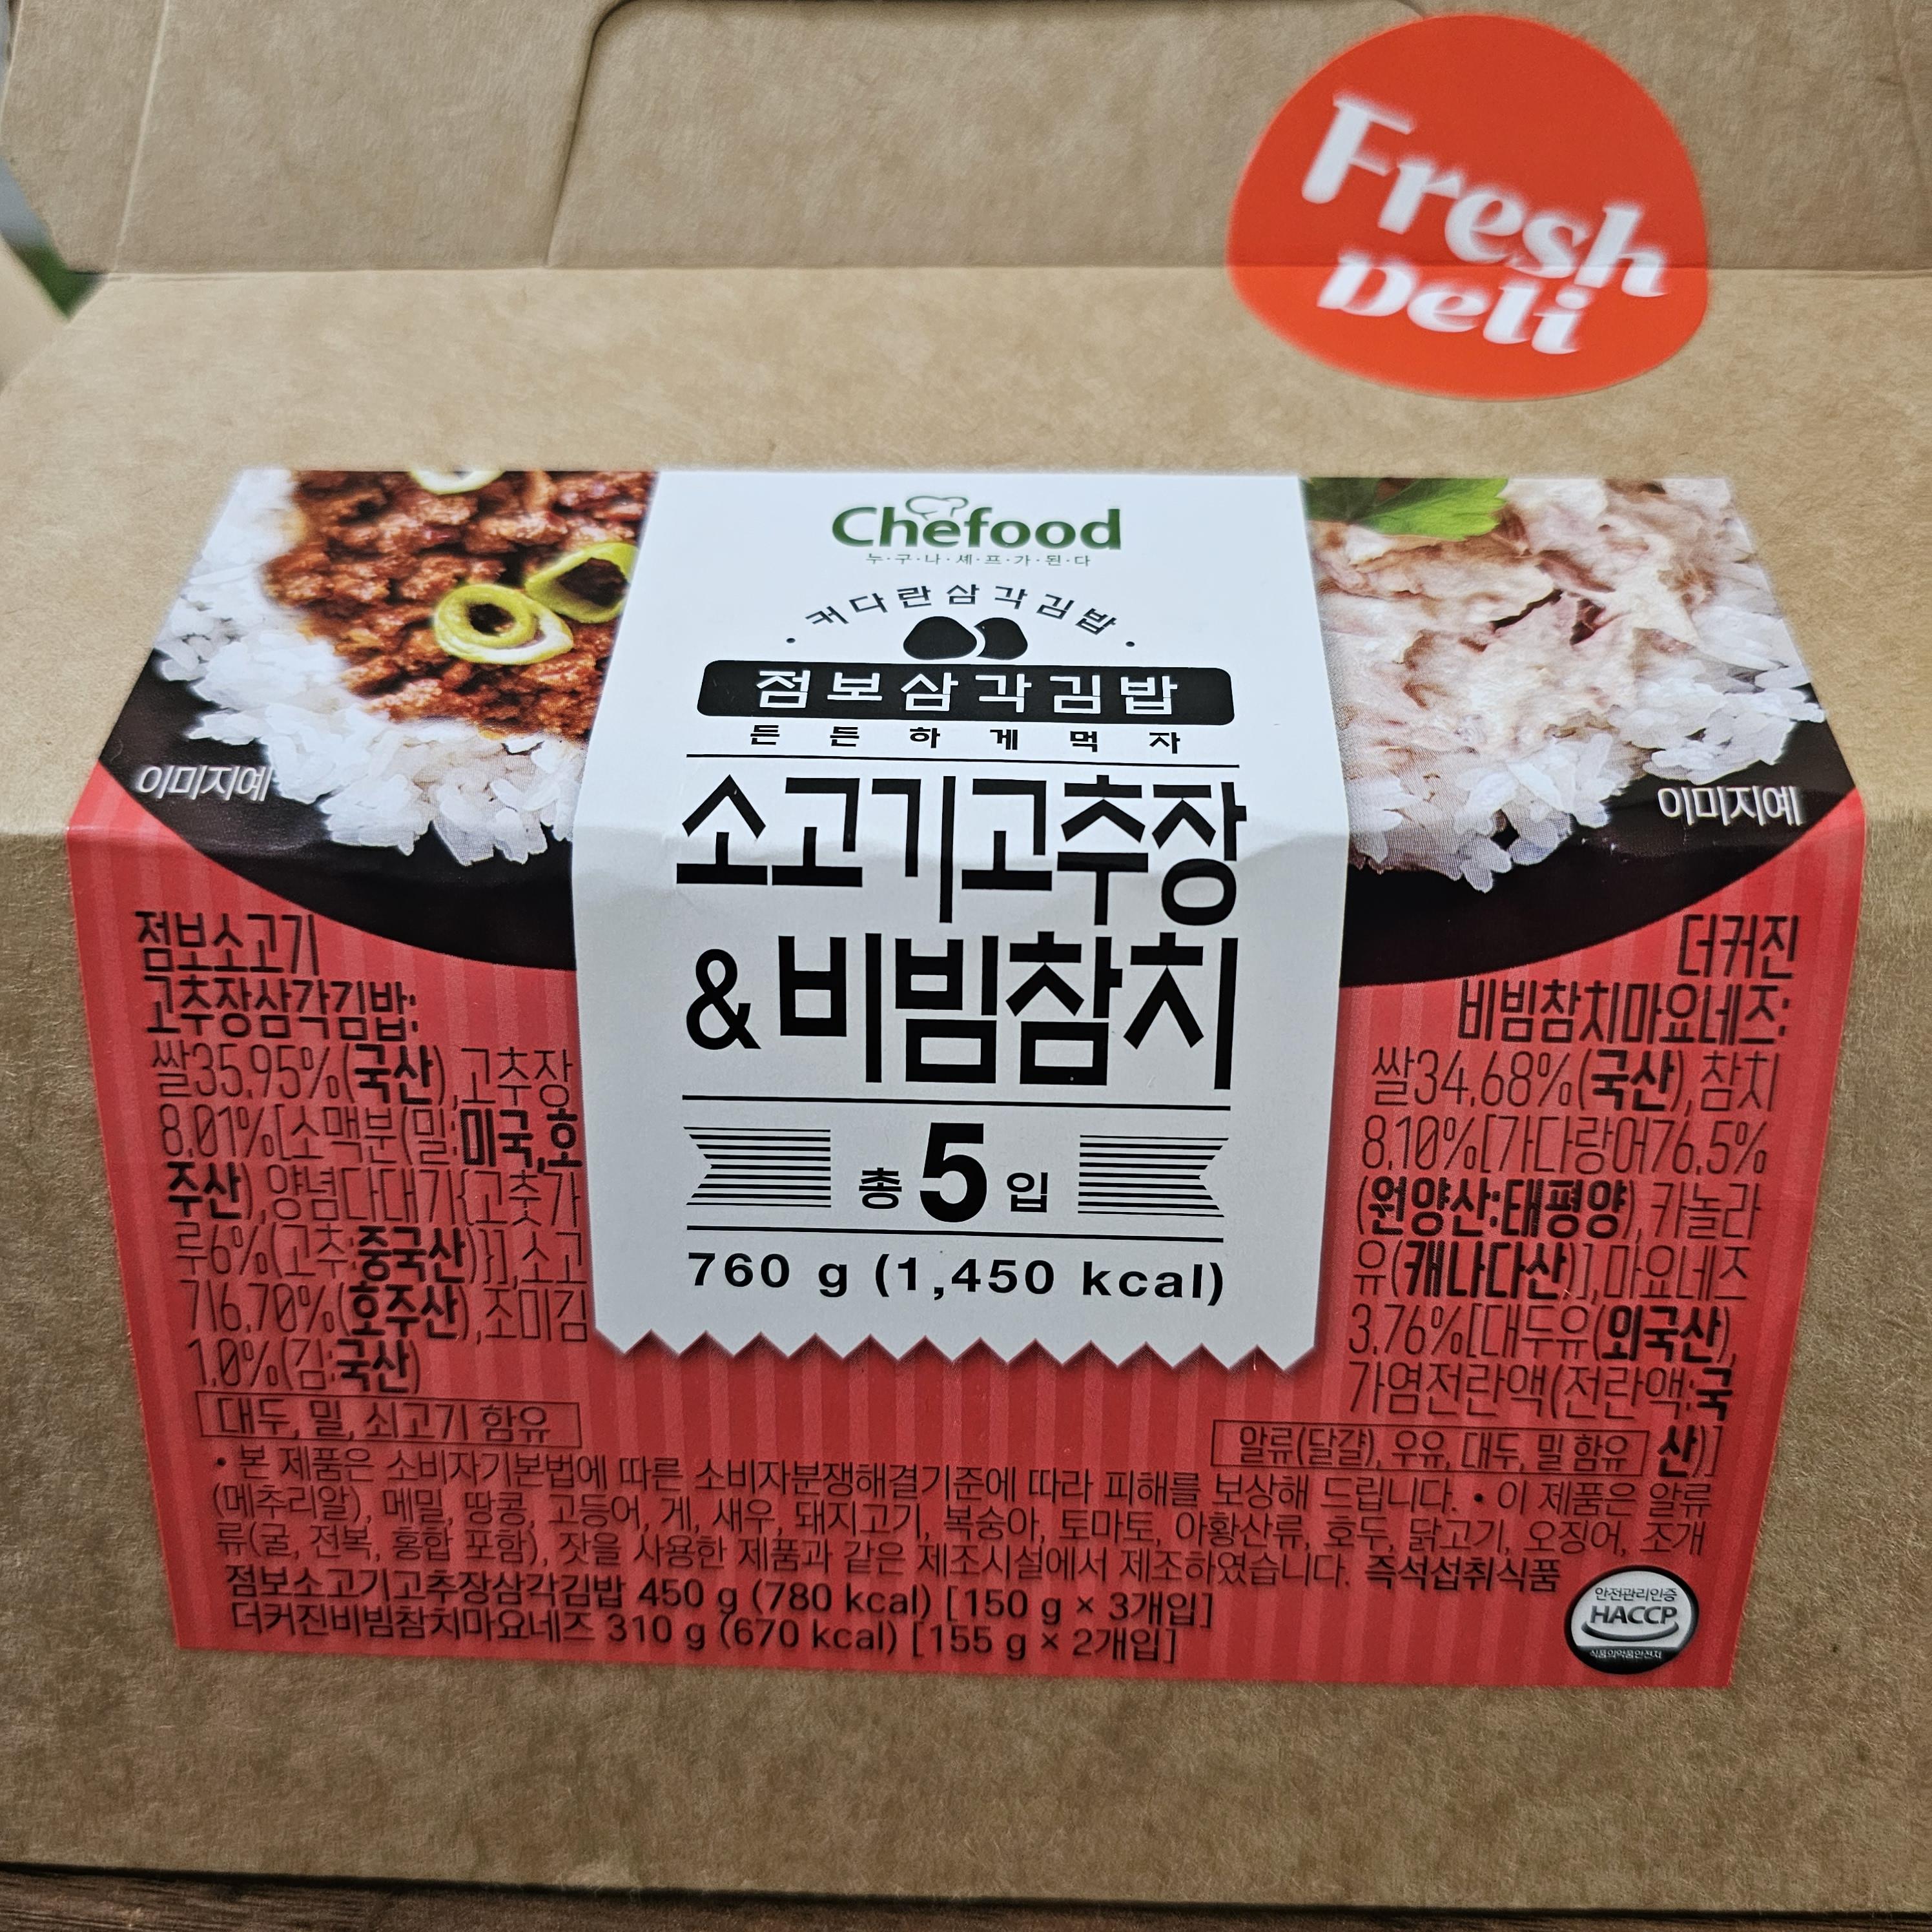 Fresh
Deli
Chefood
누·구·나·셰·프·가·된·다
·커다란삼각김밥·
점보삼각김밥
든든하게먹자
소고기고추장
&비빔참치
총5입
760 g (1,450 kcal)
이미지예
이미지예
점보소고기
고추장삼각김밥:
쌀35.95%(국산),고추장
8.01%[소맥분(밀:미국,호
주산),양념다대기{고춧가
루6%(고추:중국산)}],소고
기6.70%(호주산),조미김
1.0%(김:국산)
대두, 밀, 쇠고기 함유
더커진
비빔참치마요네즈:
쌀34.68%(국산),참치
8.10%[가다랑어76.5%
(원양산:태평양),카놀라
유(캐나다산)],마요네즈
3.76%[대두유(외국산),
가염전란액(전란액:국
산)]
알류(달걀), 우유, 대두, 밀 함유
• 본 제품은 소비자기본법에 따른 소비자분쟁해결기준에 따라 피해를 보상해 드립니다. • 이 제품은 알류
(메추리알), 메밀, 땅콩, 고등어, 게, 새우, 돼지고기, 복숭아, 토마토, 아황산류, 호두, 닭고기, 오징어, 조개
류(굴, 전복, 홍합 포함), 잣을 사용한 제품과 같은 제조시설에서 제조하였습니다. 즉석섭취식품
점보소고기고추장삼각김밥 450 g (780 kcal) [150 g × 3개입]
더커진비빔참치마요네즈 310 g (670 kcal) [155 g × 2개입]
안전관리인증
HACCP
식품의약품안전처